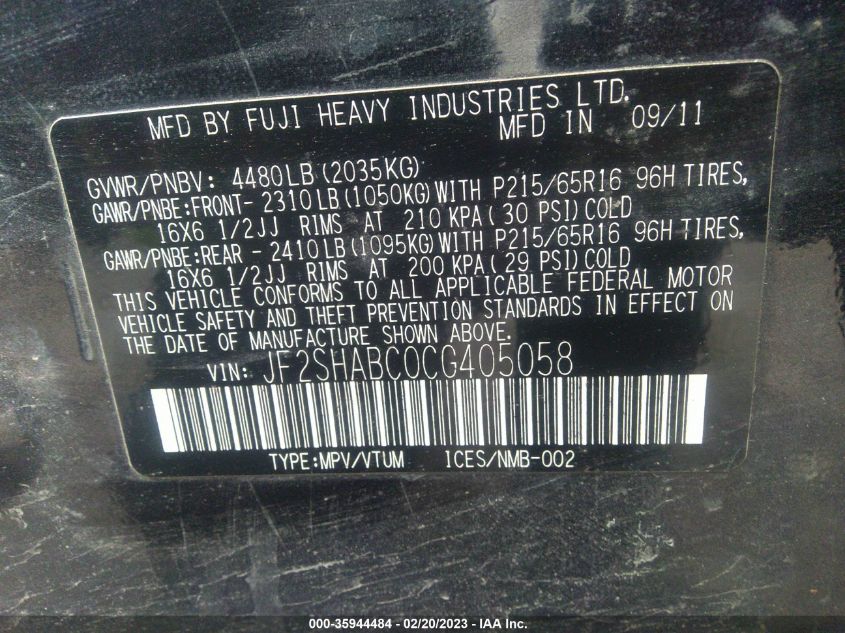 MFD BY FUJI HEAVY INDUSTRIES LTD.
MFD IN 09/11
GVWR/PNBV: 4480LB(2035KG)
GAWR/PNBE:FRONT- 2310LB(1050KG)WITH P215/65R16 96H TIRES,
16X6 1/2JJ RIMS AT 210 KPA(30 PSI)COLD
GAWR/PNBE:REAR - 2410LB(1095KG)WITH P215/65R16 96H TIRES,
16X6 1/2JJ RIMS AT 200 KPA(29 PSI)COLD
THIS VEHICLE CONFORMS TO ALL APPLICABLE FEDERAL MOTOR
VEHICLE SAFETY AND THEFT PREVENTION STANDARDS IN EFFECT ON
THE DATE OF MANUFACTURE SHOWN ABOVE.
VIN: JF2SHABC0CG405058
TYPE:MPV/VTUM ICES/NMB-002
000-35944484 - 02/20/2023 - IAA Inc.